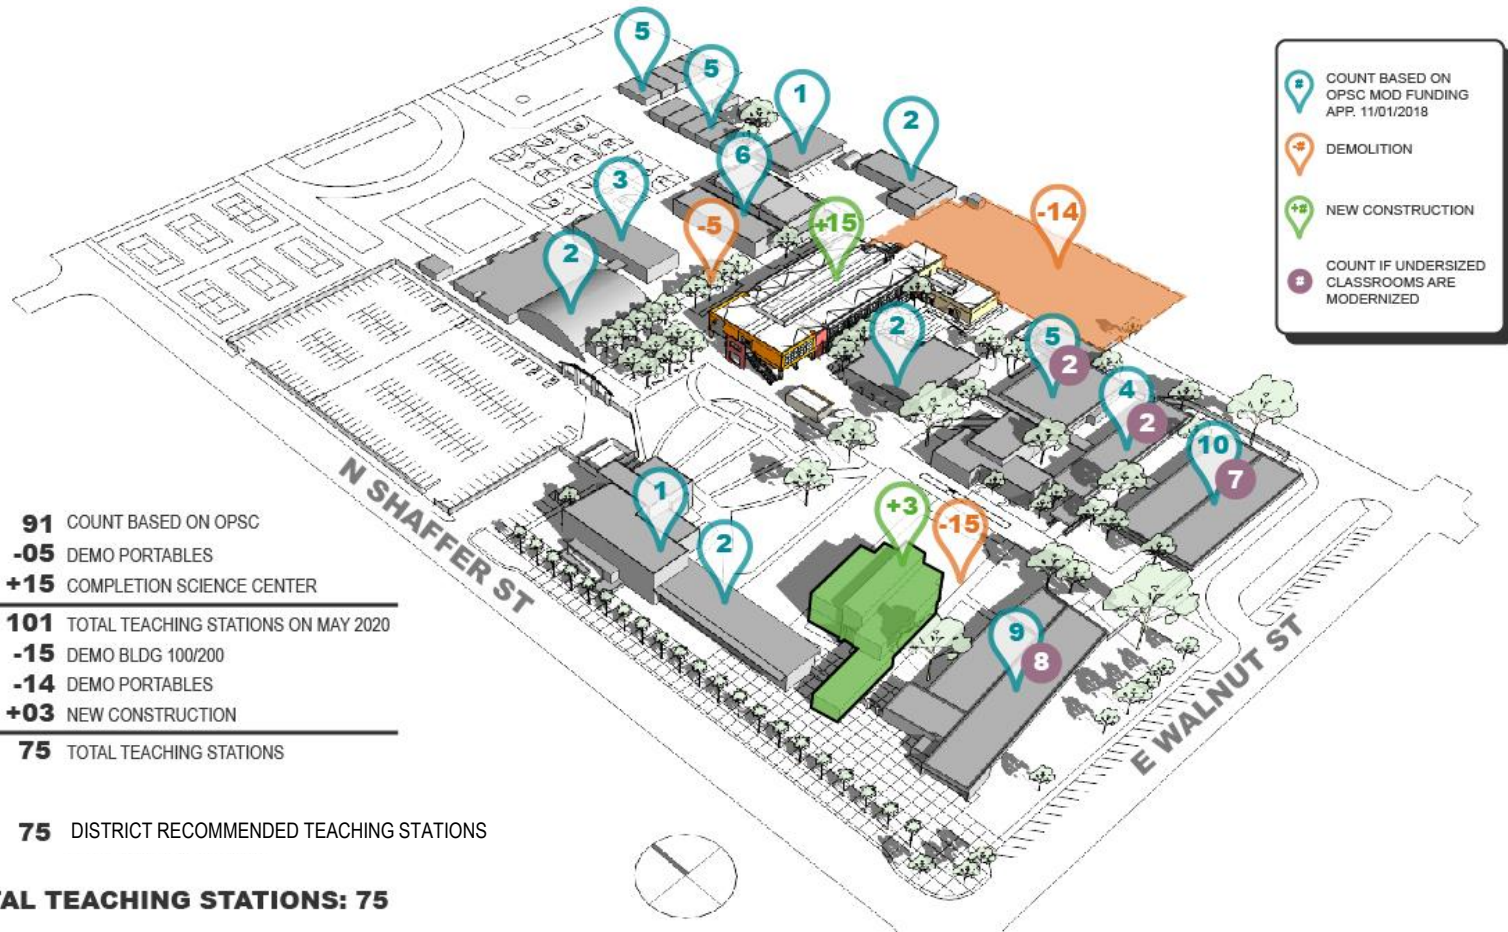 5
5
1
2
6
3
-5
+15
-14
2
2
5
2
4
2
10
7
1
2
+3
-15
9
8
N SHAFFER ST
E WALNUT ST
#
COUNT BASED ON
OPSC MOD FUNDING
APP. 11/01/2018
-#
DEMOLITION
+#
NEW CONSTRUCTION
#
COUNT IF UNDERSIZED
CLASSROOMS ARE
MODERNIZED
91 COUNT BASED ON OPSC
-05 DEMO PORTABLES
+15 COMPLETION SCIENCE CENTER
101 TOTAL TEACHING STATIONS ON MAY 2020
-15 DEMO BLDG 100/200
-14 DEMO PORTABLES
+03 NEW CONSTRUCTION
75 TOTAL TEACHING STATIONS
75 DISTRICT RECOMMENDED TEACHING STATIONS
TAL TEACHING STATIONS: 75